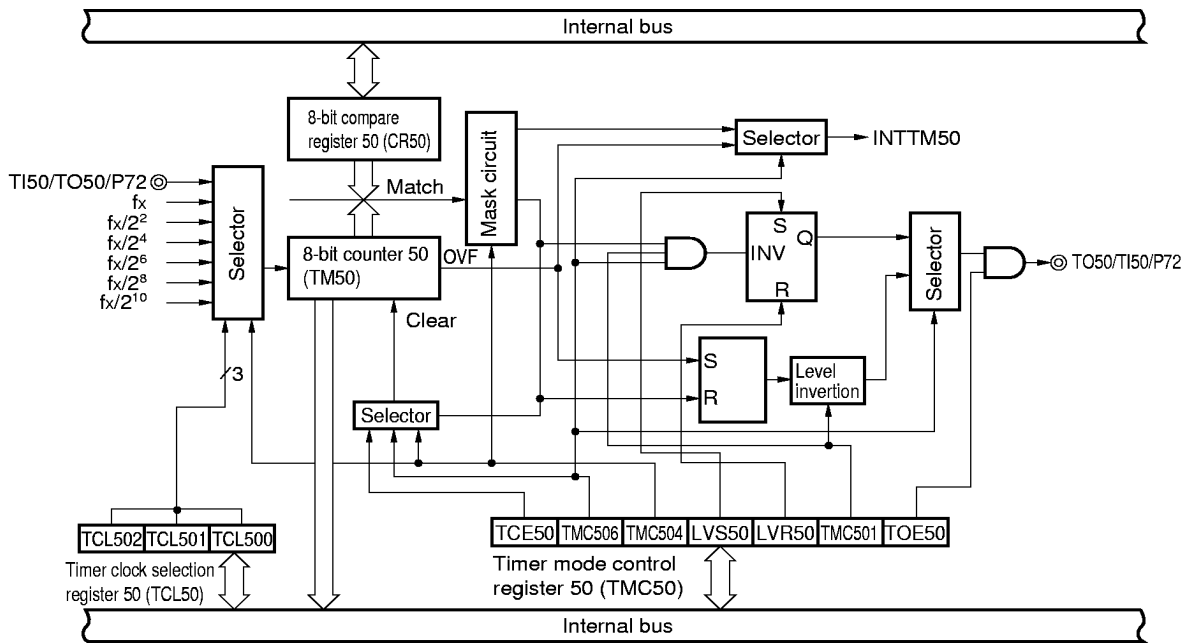 Internal bus
8-bit compare
register 50 (CR50)
Mask circuit
Selector
INTTM50
TI50/TO50/P72
fx
fx/2²
fx/2⁴
fx/2⁶
fx/2⁸
fx/2¹⁰
Selector
Match
8-bit counter 50
(TM50)
OVF
Clear
S
INV
Q
R
Selector
TO50/TI50/P72
3
Selector
S
R
Level
inversion
TCL502 TCL501 TCL500
Timer clock selection
register 50 (TCL50)
TCE50 TMC506 TMC504 LVS50 LVR50 TMC501 TOE50
Timer mode control
register 50 (TMC50)
Internal bus